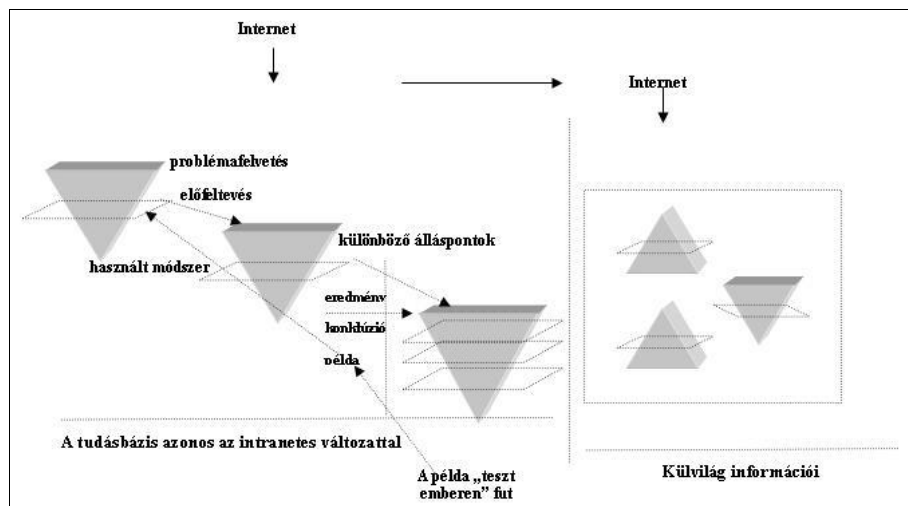 Internet
Internet
problémafelvetés
előfeltevés
használt módszer
különböző álláspontok
eredmény
konklúzió
példa
A tudásbázis azonos az intranetes változattal
A példa „teszt
emberen” fut
Külvilág információi